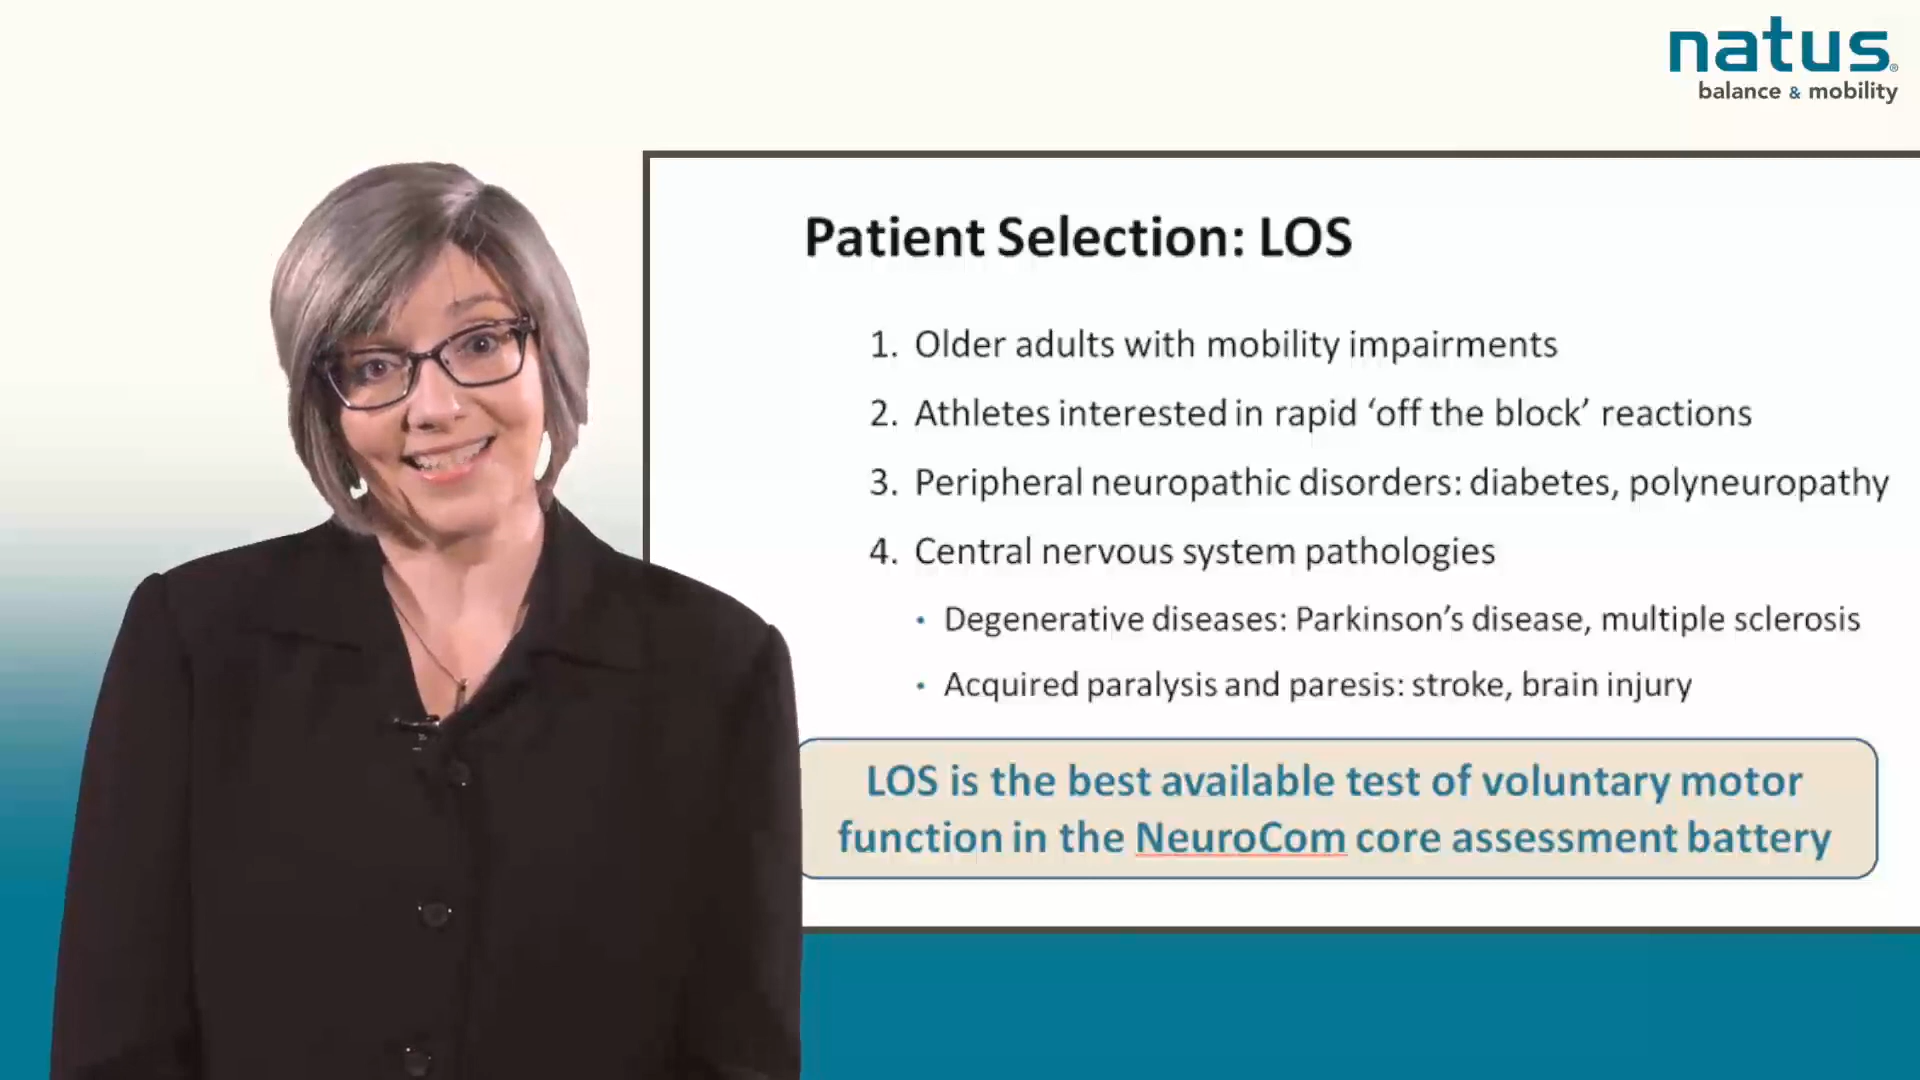 natus®
balance & mobility
Patient Selection: LOS
1. Older adults with mobility impairments
2. Athletes interested in rapid ‘off the block’ reactions
3. Peripheral neuropathic disorders: diabetes, polyneuropathy
4. Central nervous system pathologies
• Degenerative diseases: Parkinson’s disease, multiple sclerosis
• Acquired paralysis and paresis: stroke, brain injury
LOS is the best available test of voluntary motor
function in the NeuroCom core assessment battery